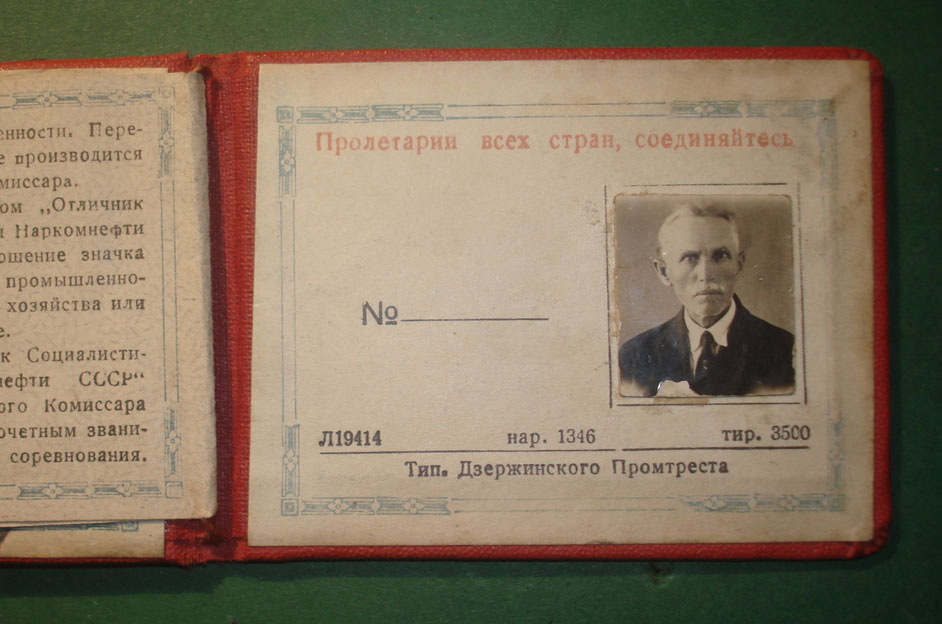 енности. Пере-
е производится
миссара.
ом „Отличник
Наркомнефти
ошение значка
промышленно-
хозяйства или
е.
к Социалисти-
нефти СССР“
ого Комиссара
очетным звани-
соревнования.
Пролетарии всех стран, соединяйтесь
№
Л19414 нар. 1346 тир. 3500
Тип. Дзержинского Промтреста